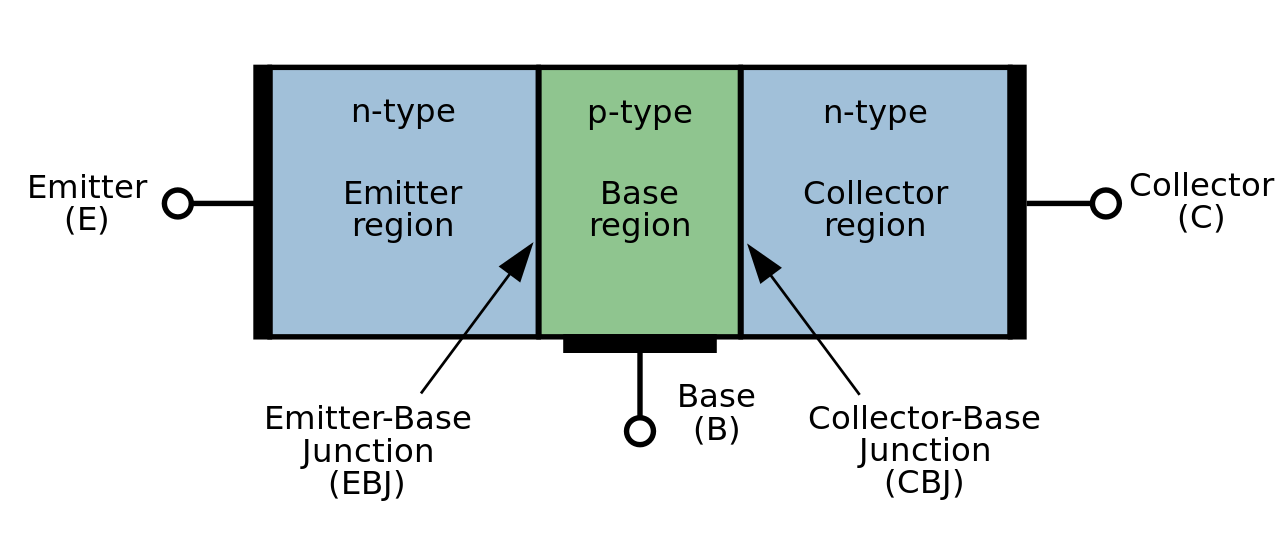 n-type
p-type
n-type
Emitter
(E)
Emitter
region
Base
region
Collector
region
Collector
(C)
Emitter-Base
Junction
(EBJ)
Base
(B)
Collector-Base
Junction
(CBJ)